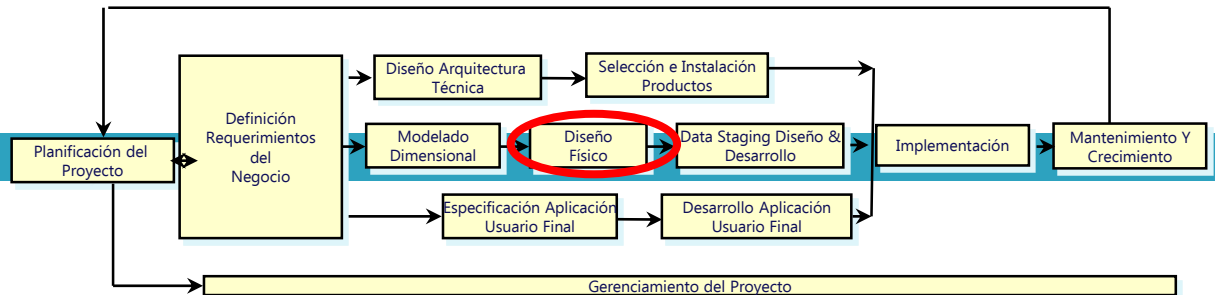 Planificación del
Proyecto
Definición
Requerimientos
del
Negocio
Diseño Arquitectura
Técnica
Selección e Instalación
Productos
Modelado
Dimensional
Diseño
Físico
Data Staging Diseño &
Desarrollo
Especificación Aplicación
Usuario Final
Desarrollo Aplicación
Usuario Final
Implementación
Mantenimiento Y
Crecimiento
Gerenciamiento del Proyecto